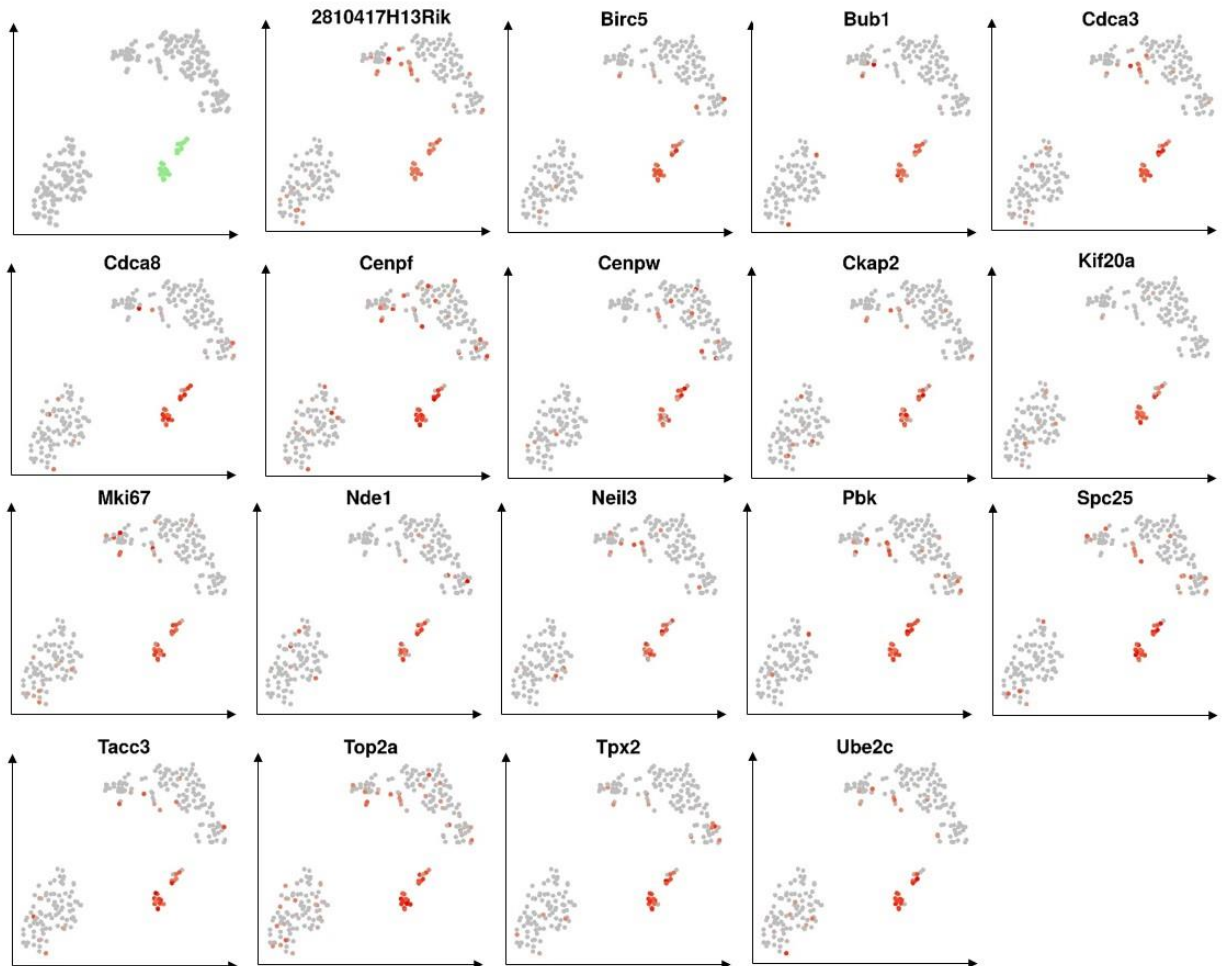 2810417H13Rik
Birc5
Bub1
Cdca3
Cdca8
Cenpf
Cenpw
Ckap2
Kif20a
Mki67
Nde1
Neil3
Pbk
Spc25
Tacc3
Top2a
Tpx2
Ube2c